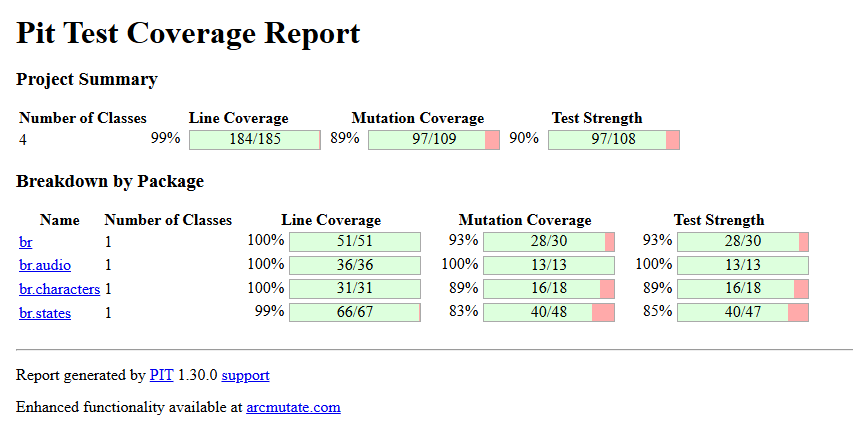 Pit Test Coverage Report
Project Summary
Number of Classes Line Coverage Mutation Coverage Test Strength
4 99% 184/185 89% 97/109 90% 97/108
Breakdown by Package
Name Number of Classes Line Coverage Mutation Coverage Test Strength
br 1 100% 51/51 93% 28/30 93% 28/30
br.audio 1 100% 36/36 100% 13/13 100% 13/13
br.characters 1 100% 31/31 89% 16/18 89% 16/18
br.states 1 99% 66/67 83% 40/48 85% 40/47
Report generated by PIT 1.30.0 support
Enhanced functionality available at arcmutate.com